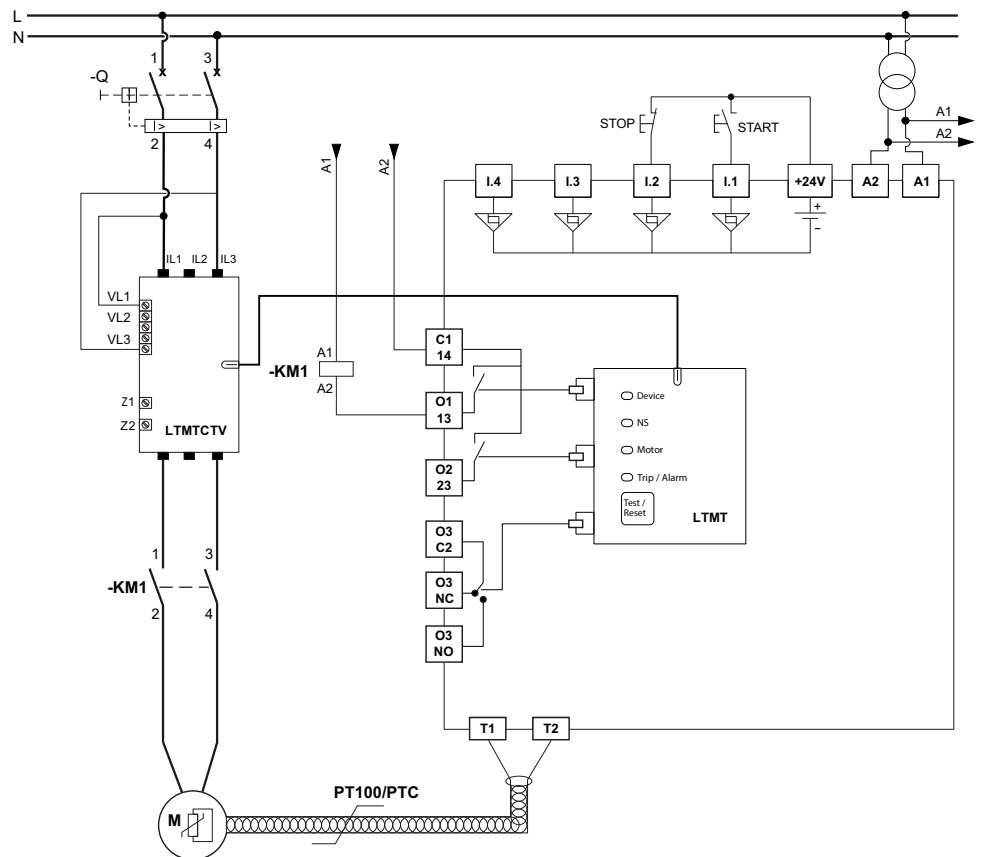 L
N
1 3
-Q
I> I>
2 4
A1
A2
STOP
START
A1
A2
I.4 I.3 I.2 I.1 +24V A2 A1
+
−
IL1 IL2 IL3
VL1
VL2
VL3
Z1
Z2
LTMTCTV
A1
-KM1
A2
C1
14
O1
13
O2
23
O3
C2
O3
NC
O3
NO
Device
NS
Motor
Trip / Alarm
Test /
Reset
LTMT
1 3
-KM1
2 4
T1 T2
PT100/PTC
M